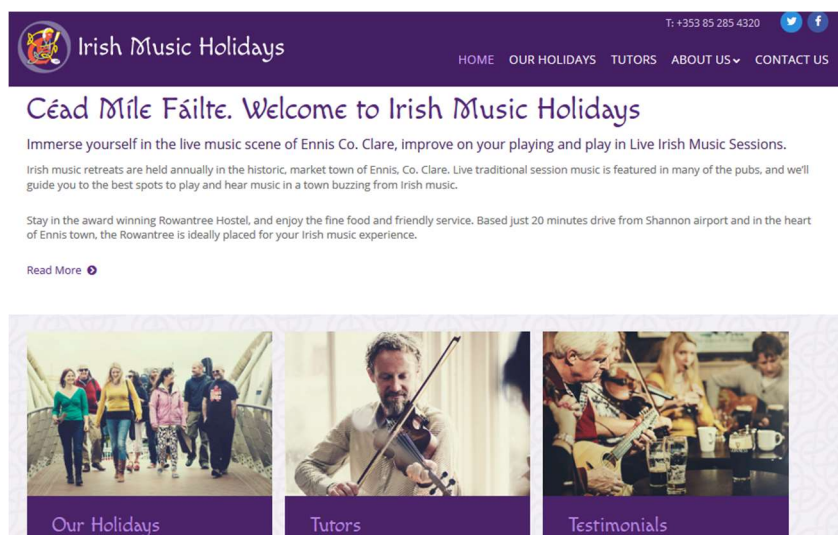 T: +353 85 285 4320
Irish Music Holidays
HOME OUR HOLIDAYS TUTORS ABOUT US CONTACT US
Céad Míle Fáilte. Welcome to Irish Music Holidays
Immerse yourself in the live music scene of Ennis Co. Clare, improve on your playing and play in Live Irish Music Sessions.
Irish music retreats are held annually in the historic, market town of Ennis, Co. Clare. Live traditional session music is featured in many of the pubs, and we'll
guide you to the best spots to play and hear music in a town buzzing from Irish music.
Stay in the award winning Rowantree Hostel, and enjoy the fine food and friendly service. Based just 20 minutes drive from Shannon airport and in the heart
of Ennis town, the Rowantree is ideally placed for your Irish music experience.
Read More
Our Holidays
Tutors
Testimonials